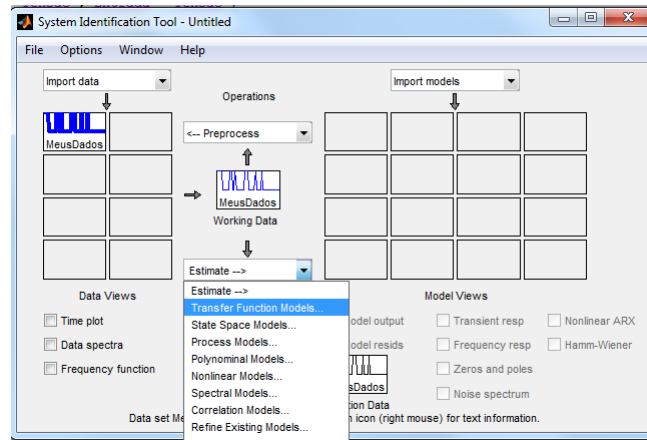 System Identification Tool - Untitled
File Options Window Help
Import data
Operations
Import models
MeusDados
<-- Preprocess
MeusDados
Working Data
Estimate -->
Data Views
Estimate -->
Transfer Function Models...
State Space Models...
Process Models...
Polynominal Models...
Nonlinear Models...
Spectral Models...
Correlation Models...
Refine Existing Models...
Model Views
Time plot
Data spectra
Frequency function
odel output
Transient resp
Nonlinear ARX
odel resids
Frequency resp
Hamm-Wiener
Zeros and poles
sDados
Noise spectrum
ion Data
Data set Me
icon (right mouse) for text information.